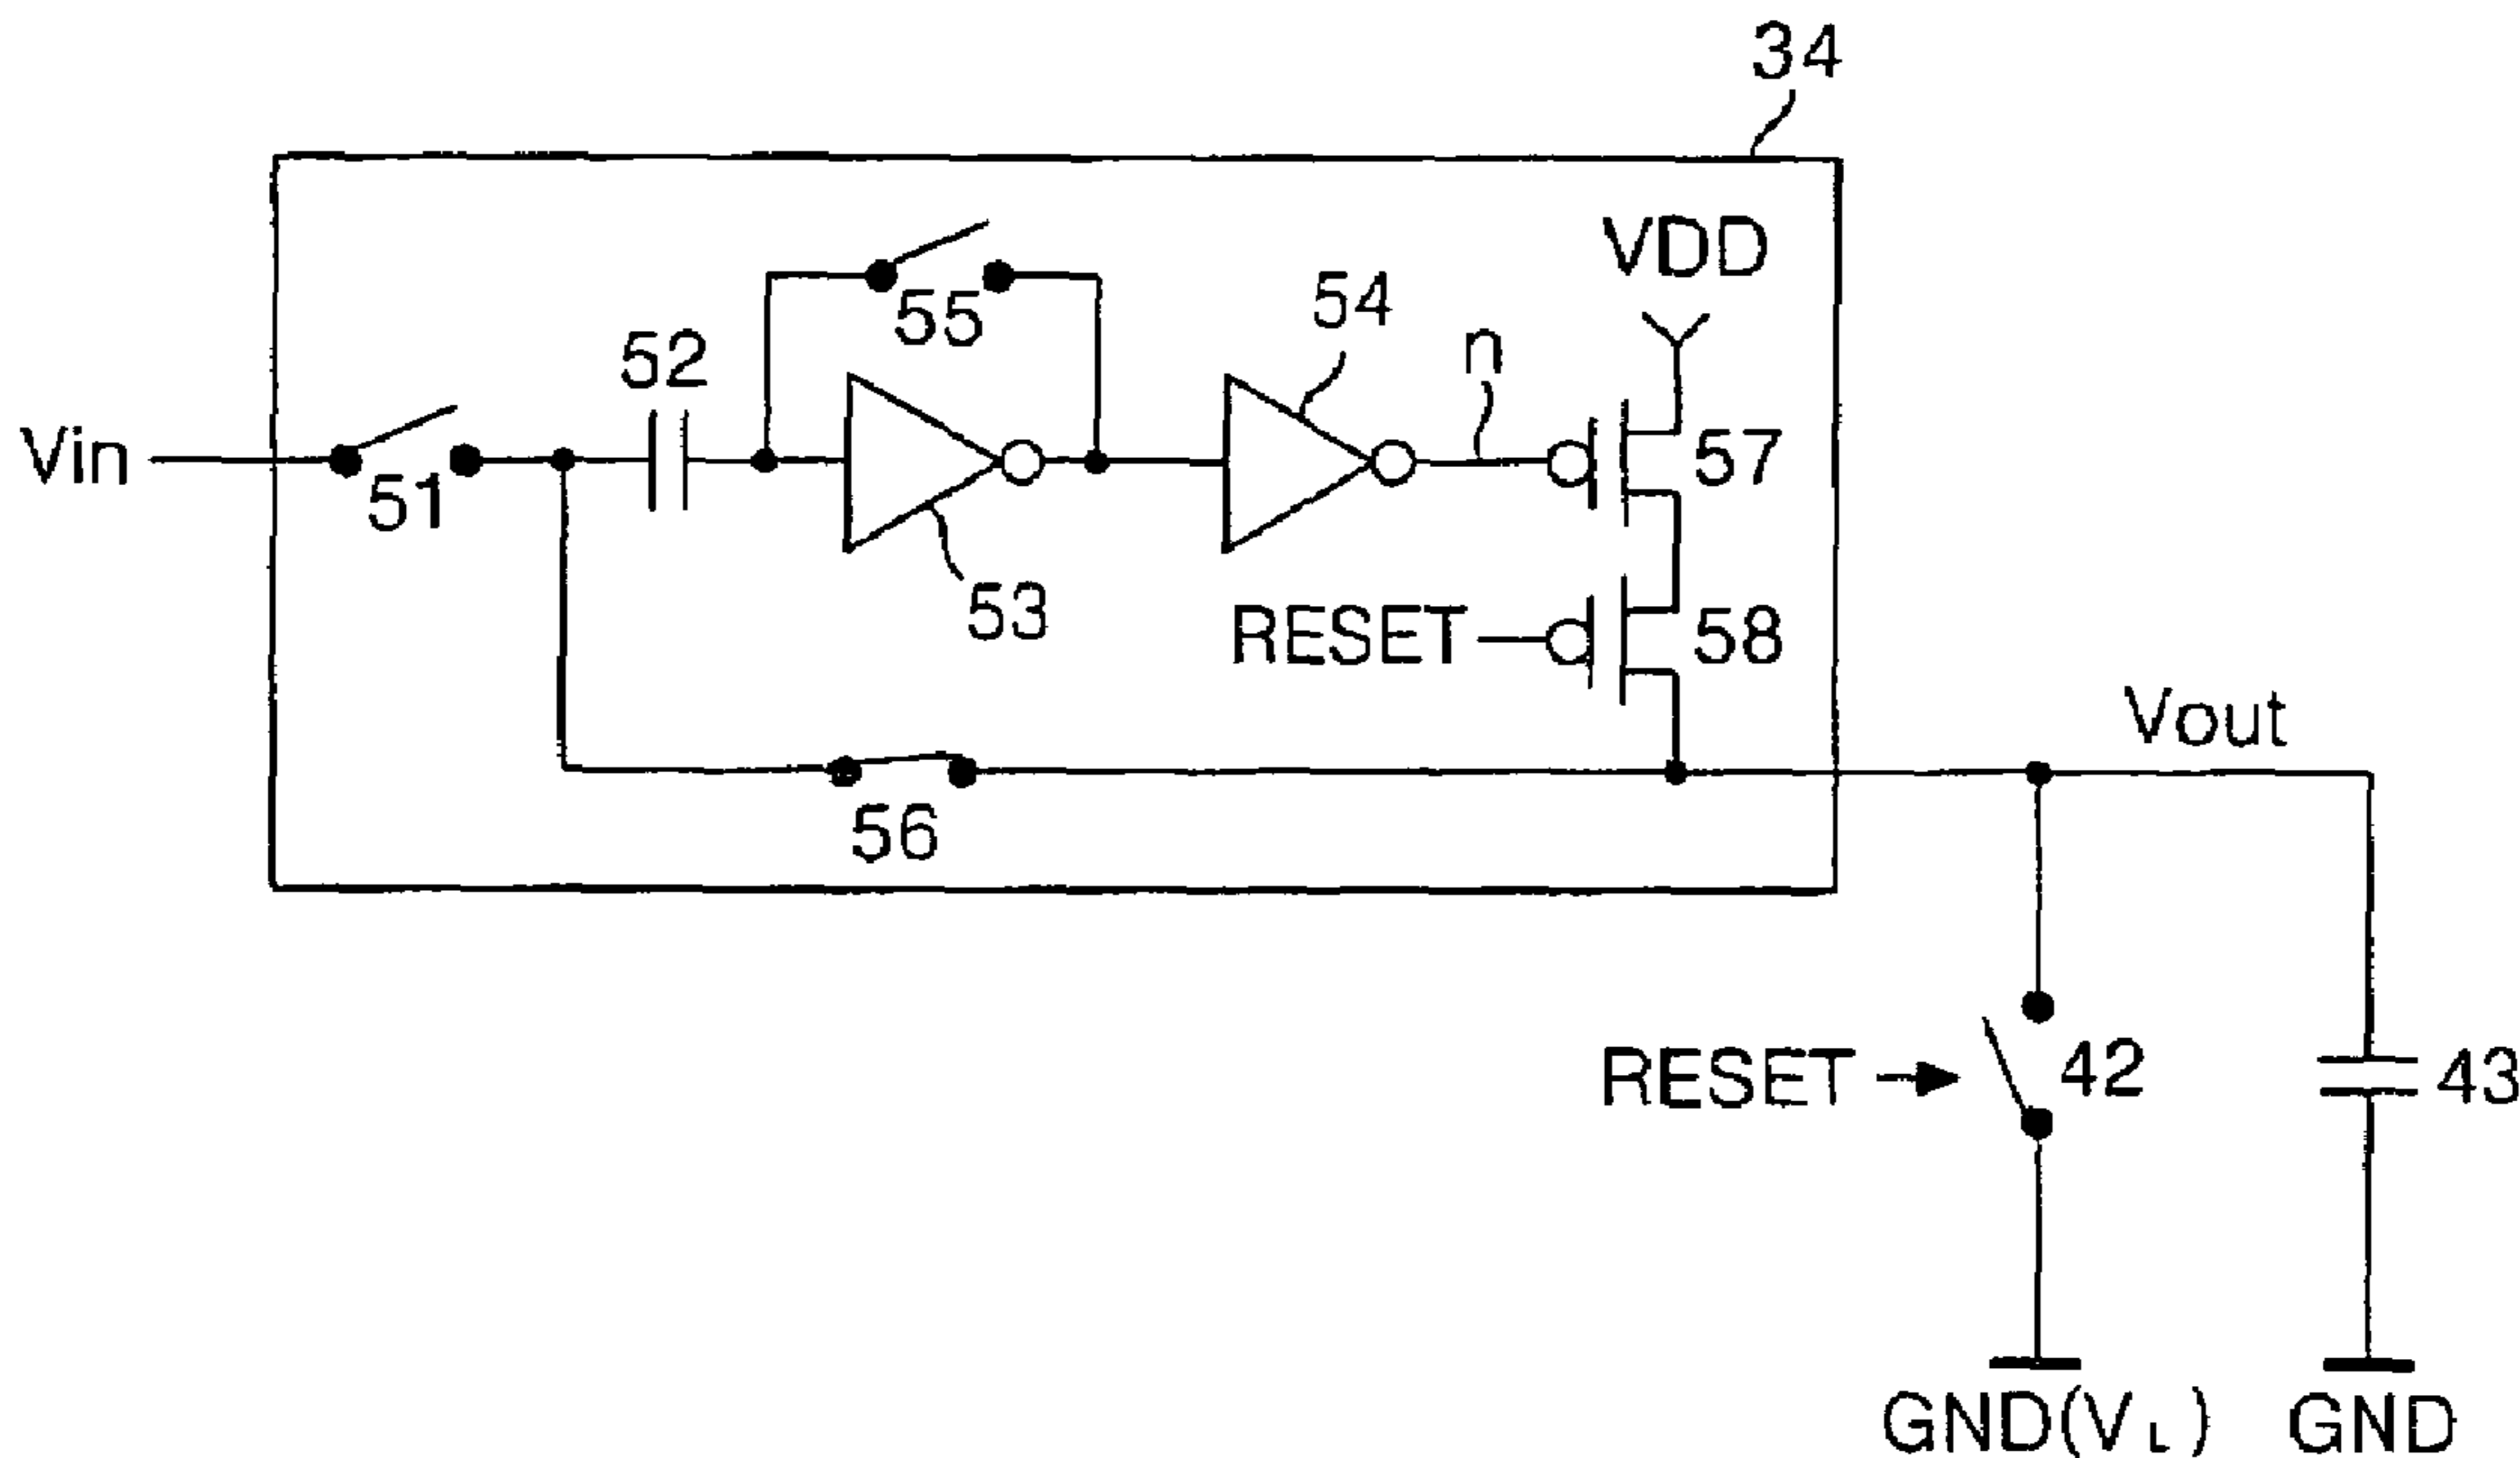 34
VDD
55
54
n
52
Vin
51
57
53
RESET
58
Vout
56
RESET
42
43
GND(VL)
GND